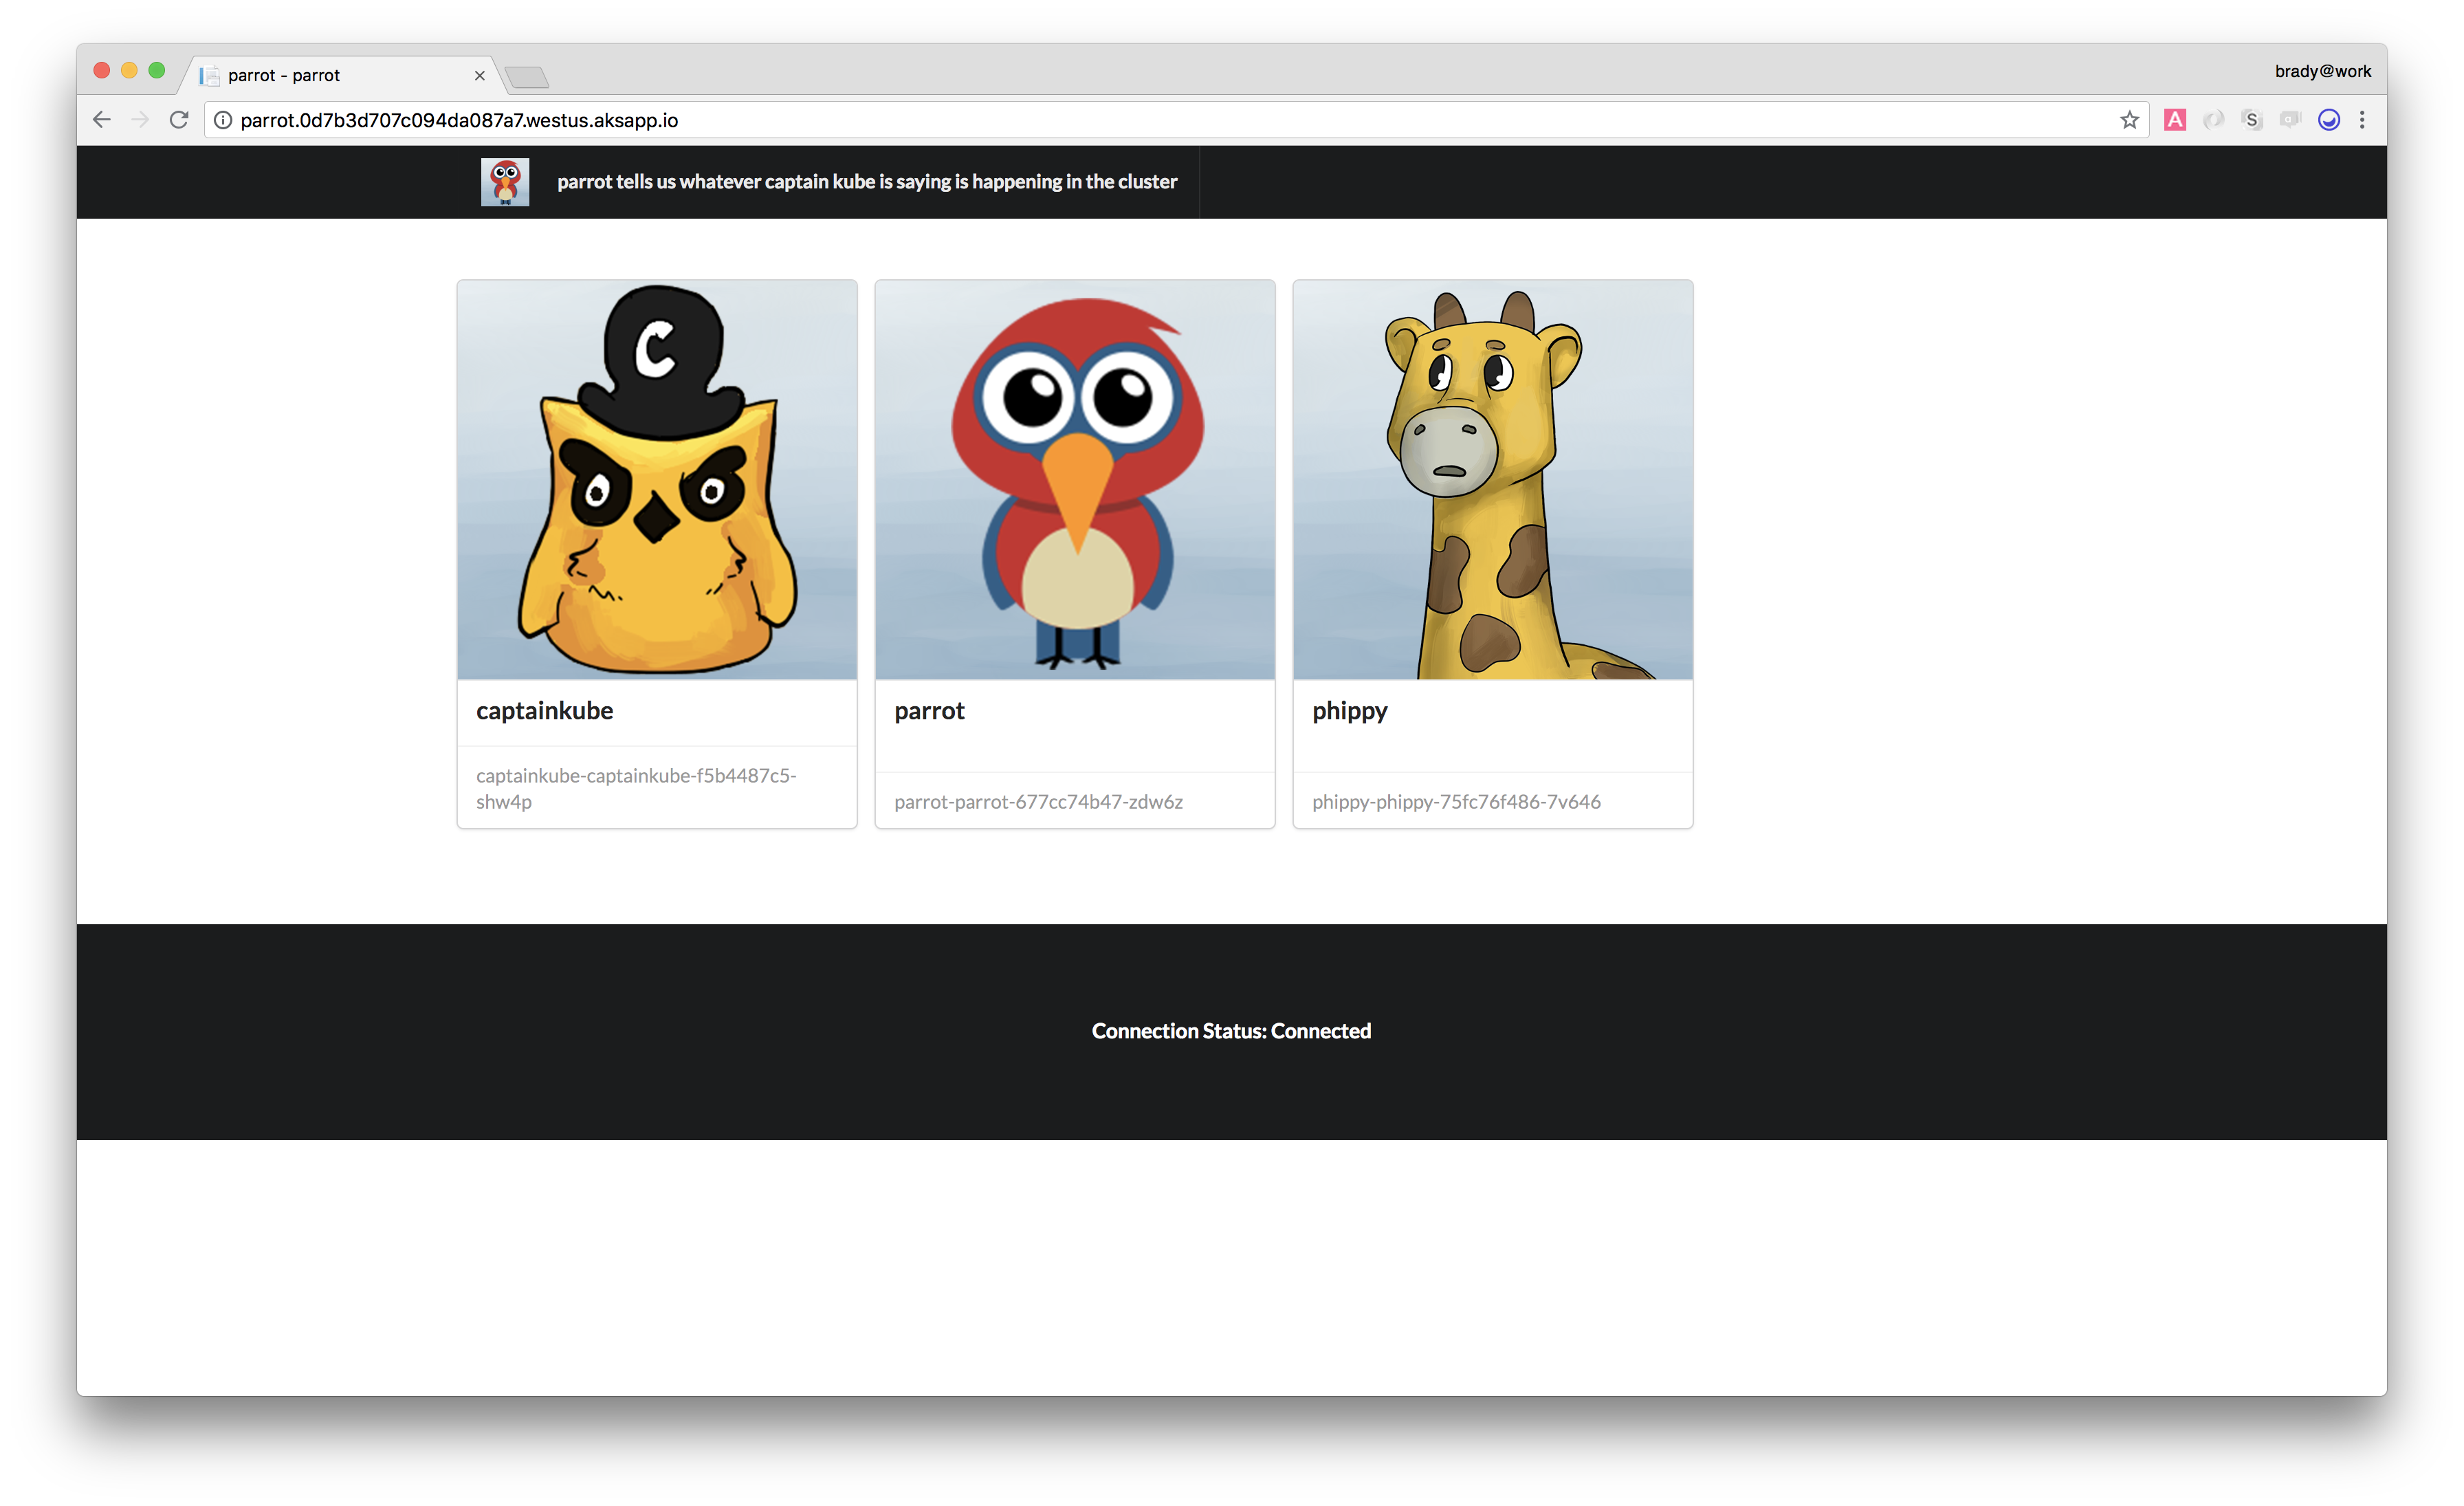 parrot - parrot
brady@work
parrot.0d7b3d707c094da087a7.westus.aksapp.io
A
S
a
parrot tells us whatever captain kube is saying is happening in the cluster
C
captainkube
parrot
phippy
captainkube-captainkube-f5b4487c5-
shw4p
parrot-parrot-677cc74b47-zdw6z
phippy-phippy-75fc76f486-7v646
Connection Status: Connected